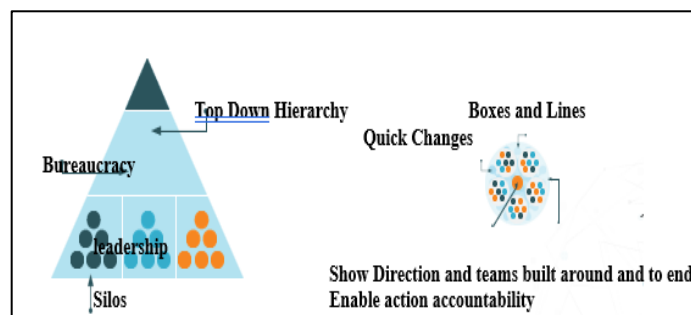 Top Down Hierarchy
Boxes and Lines
Quick Changes
Bureaucracy
leadership
Show Direction and teams built around and to end
Silos
Enable action accountability